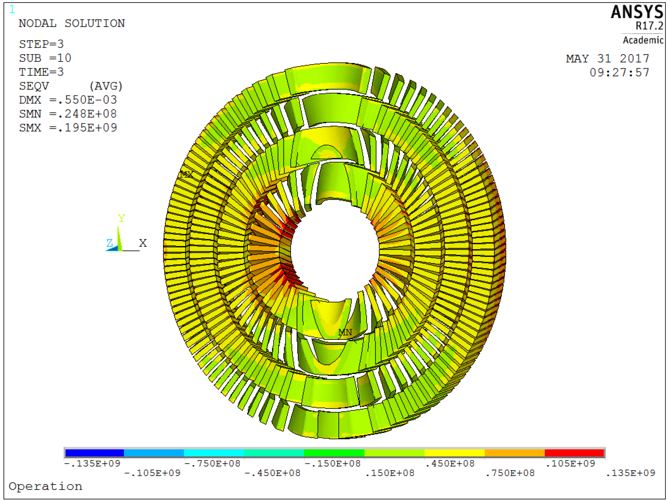 1
NODAL SOLUTION
STEP=3
SUB =10
TIME=3
SEQV (AVG)
DMX =.550E-03
SMN =.248E+08
SMX =.195E+09
ANSYS
R17.2
Academic
MAY 31 2017
09:27:57
MX
Y
Z X
MN
-.135E+09 -.750E+08 -.150E+08 .450E+08 .105E+09
-.105E+09 -.450E+08 .150E+08 .750E+08 .135E+09
Operation